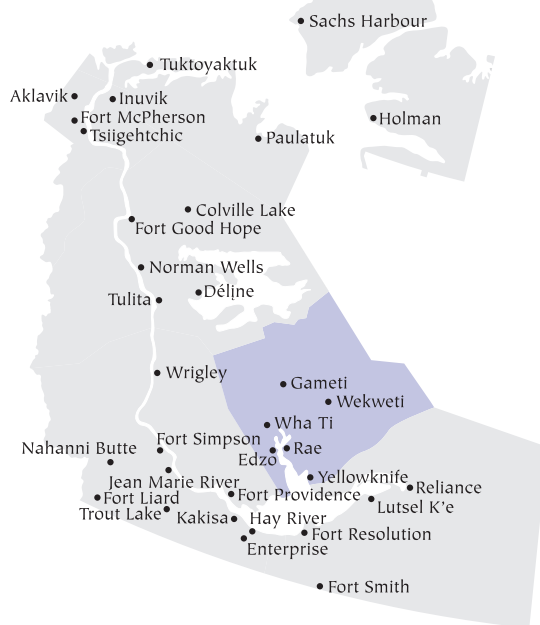 Sachs Harbour
Tuktoyaktuk
Aklavik
Inuvik
Fort McPherson
Tsiigehtchic
Holman
Paulatuk
Colville Lake
Fort Good Hope
Norman Wells
Délįne
Tulita
Wrigley
Gameti
Wekweti
Wha Ti
Fort Simpson
Nahanni Butte
Edzo
Rae
Jean Marie River
Yellowknife
Reliance
Fort Liard
Fort Providence
Lutsel K'e
Trout Lake
Kakisa
Hay River
Fort Resolution
Enterprise
Fort Smith